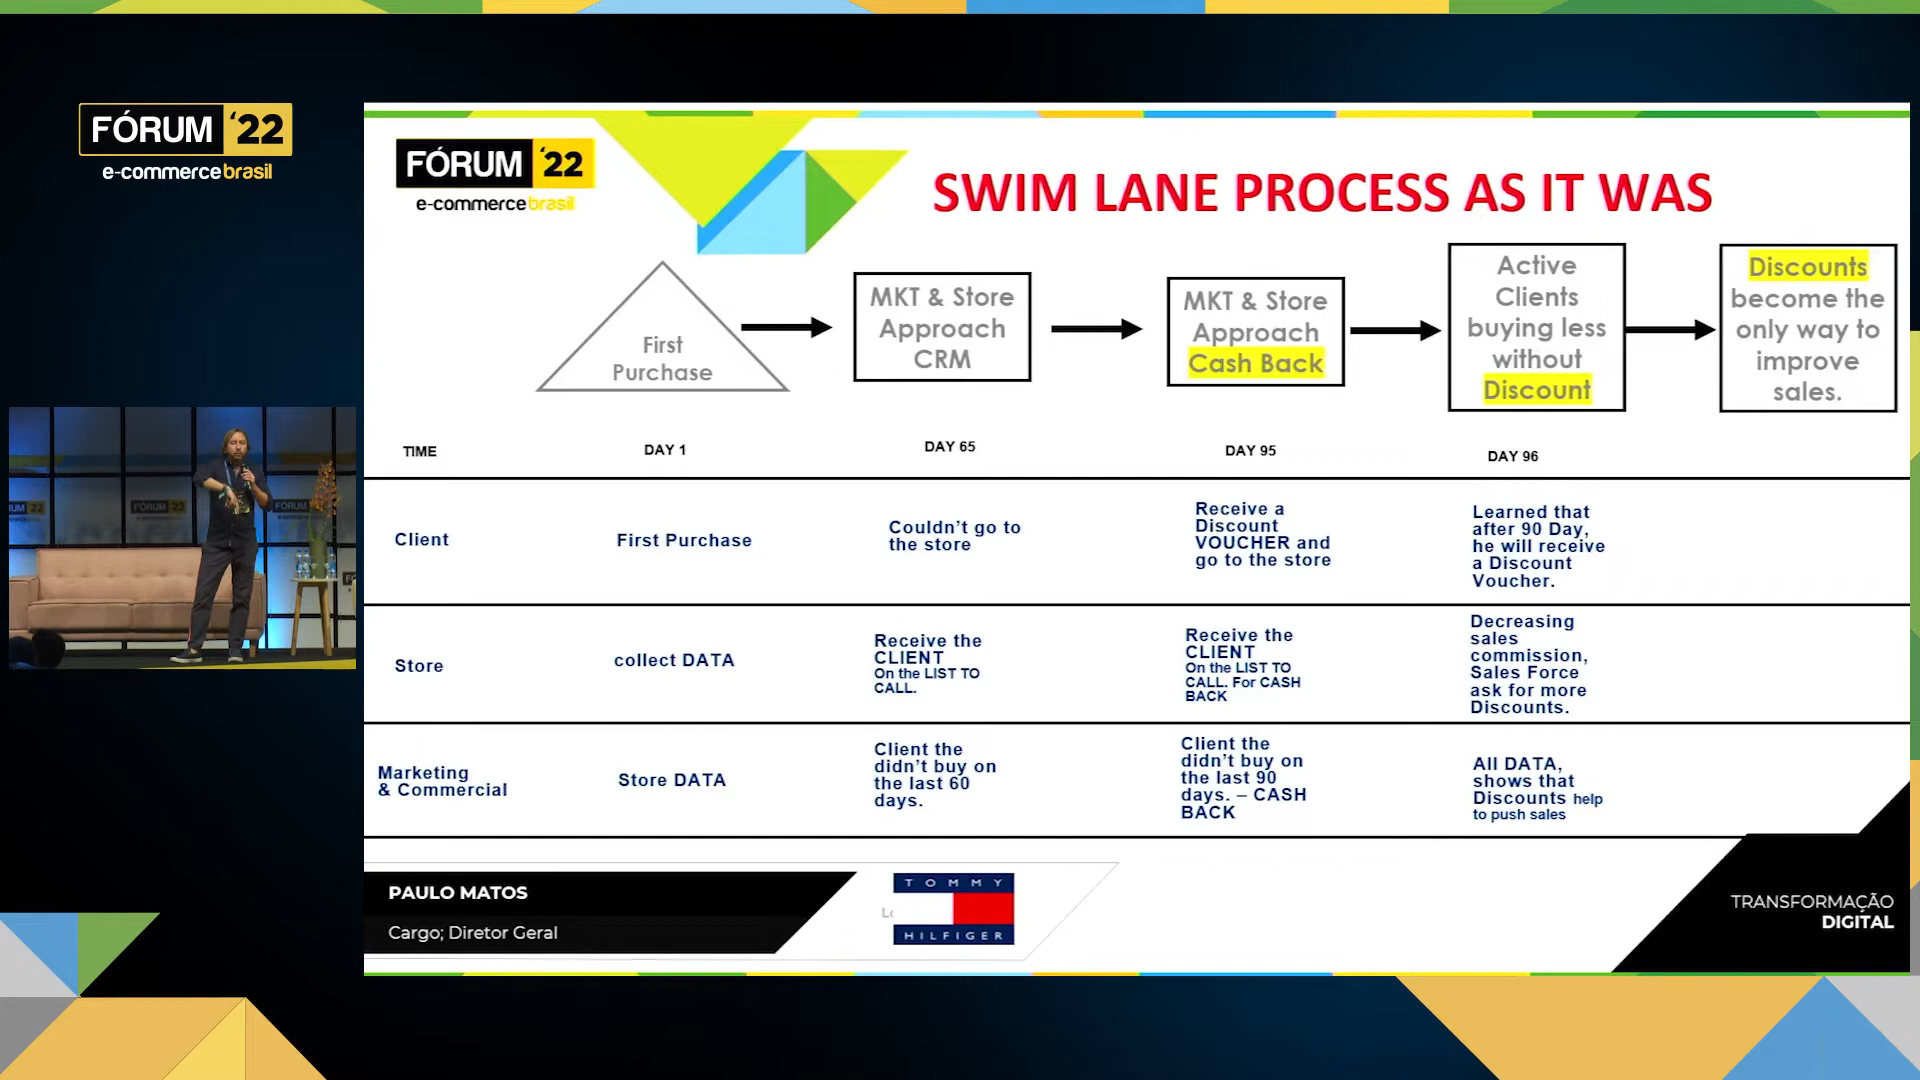 FÓRUM '22
e-commercebrasil
FÓRUM '22
e-commercebrasil
SWIM LANE PROCESS AS IT WAS
First
Purchase
MKT & Store
Approach
CRM
MKT & Store
Approach
Cash Back
Active
Clients
buying less
without
Discount
Discounts
become the
only way to
improve
sales.
TIME
DAY 1
DAY 65
DAY 95
DAY 96
Client
First Purchase
Couldn't go to
the store
Receive a
Discount
VOUCHER and
go to the store
Learned that
after 90 Day,
he will receive
a Discount
Voucher.
Store
collect DATA
Receive the
CLIENT
On the LIST TO
CALL.
Receive the
CLIENT
On the LIST TO
CALL. For CASH
BACK
Decreasing
sales
commission,
Sales Force
ask for more
Discounts.
Marketing
& Commercial
Store DATA
Client the
didn't buy on
the last 60
days.
Client the
didn't buy on
the last 90
days. – CASH
BACK
All DATA,
shows that
Discounts help
to push sales
PAULO MATOS
Cargo; Diretor Geral
TOMMY
HILFIGER
TRANSFORMAÇÃO
DIGITAL
FÓRUM '22